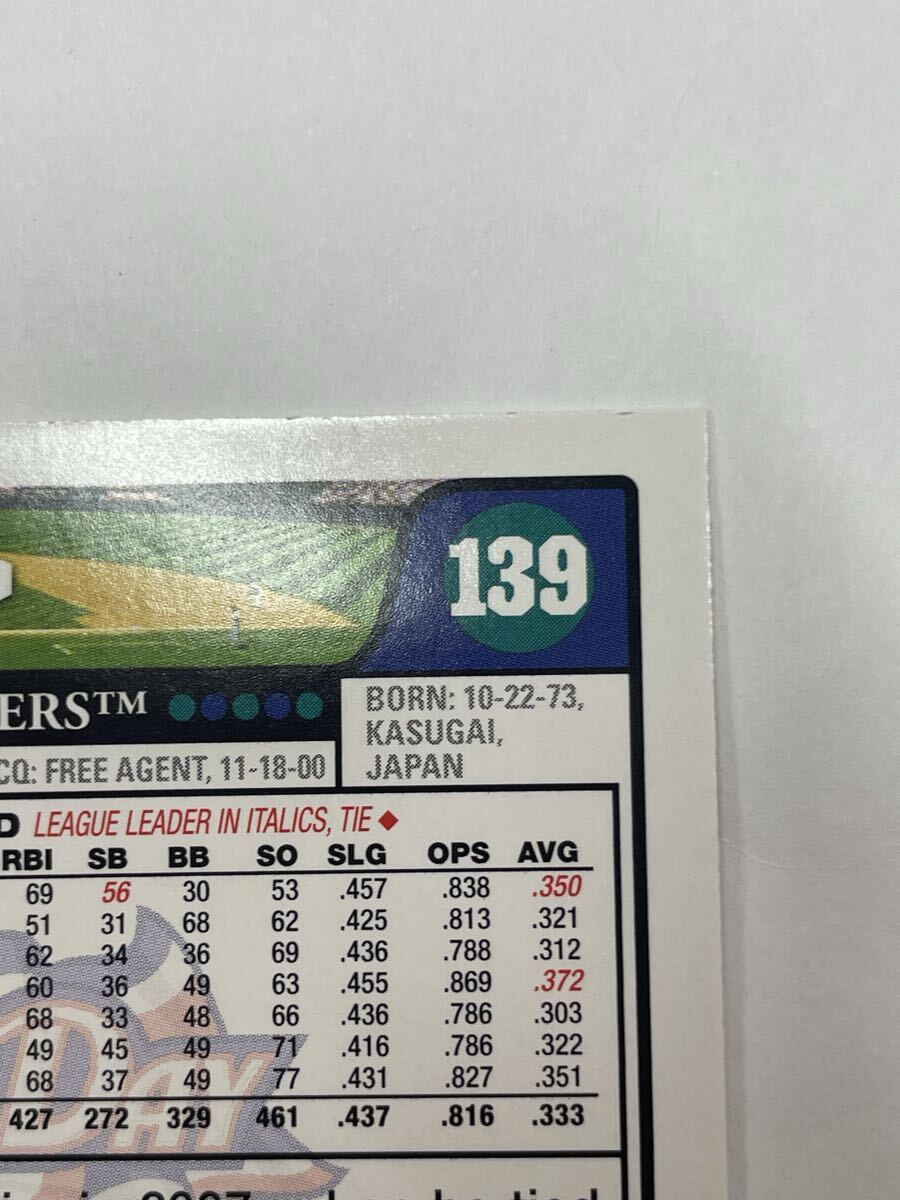 139
ERS™
BORN: 10-22-73,
KASUGAI,
JAPAN
CQ: FREE AGENT, 11-18-00
D LEAGUE LEADER IN ITALICS, TIE ♦
RBI SB BB SO SLG OPS AVG
69 56 30 53 .457 .838 .350
51 31 68 62 .425 .813 .321
62 34 36 69 .436 .788 .312
60 36 49 63 .455 .869 .372
68 33 48 66 .436 .786 .303
49 45 49 71 .416 .786 .322
68 37 49 77 .431 .827 .351
427 272 329 461 .437 .816 .333
DAY